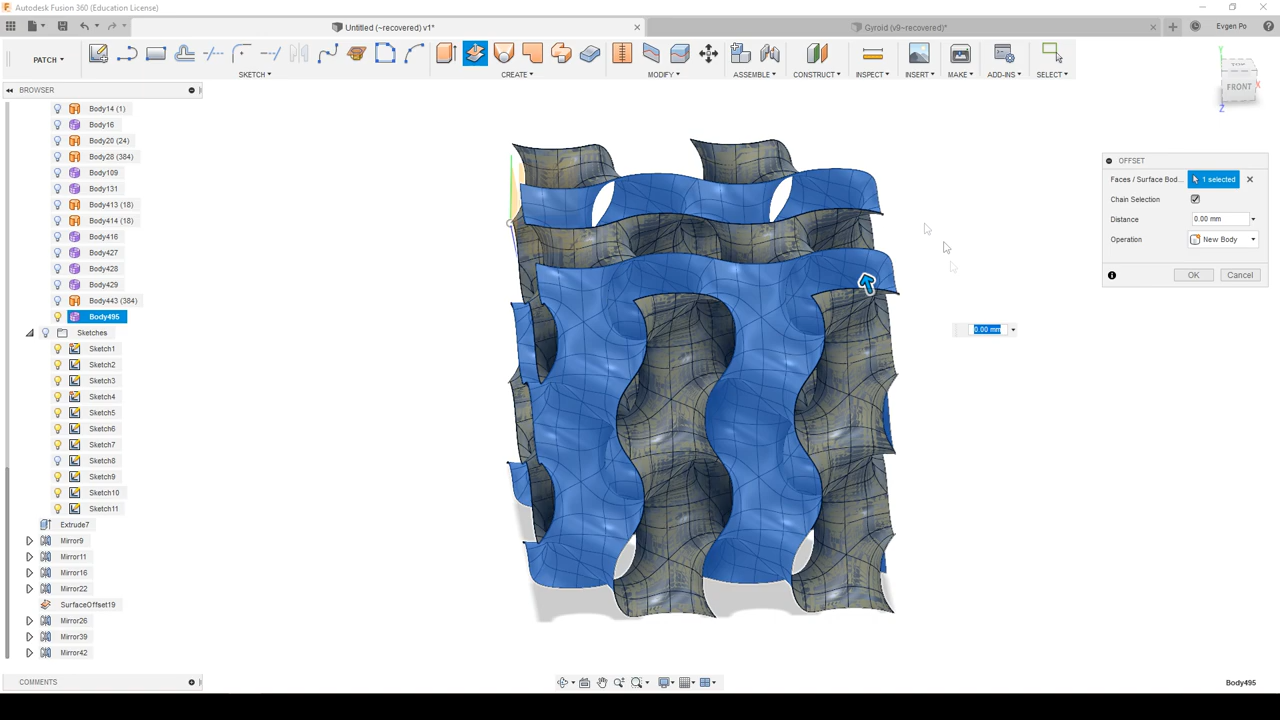 Autodesk Fusion 360 (Education License)
Untitled (~recovered) v1*
Gyroid (v9~recovered)*
Evgen Po
PATCH
SKETCH
CREATE
MODIFY
ASSEMBLE
CONSTRUCT
INSPECT
INSERT
MAKE
ADD-INS
SELECT
TOP
FRONT
Y
X
Z
BROWSER
Body14 (1)
Body16
Body20 (24)
Body28 (384)
Body109
Body131
Body413 (18)
Body414 (18)
Body416
Body427
Body428
Body429
Body443 (384)
Body495
Sketches
Sketch1
Sketch2
Sketch3
Sketch4
Sketch5
Sketch6
Sketch7
Sketch8
Sketch9
Sketch10
Sketch11
Extrude7
Mirror9
Mirror11
Mirror16
Mirror22
SurfaceOffset19
Mirror26
Mirror39
Mirror42
OFFSET
Faces / Surface Bod... 1 selected
Chain Selection
Distance 0.00 mm
Operation New Body
OK Cancel
0.00 mm
COMMENTS
Body495